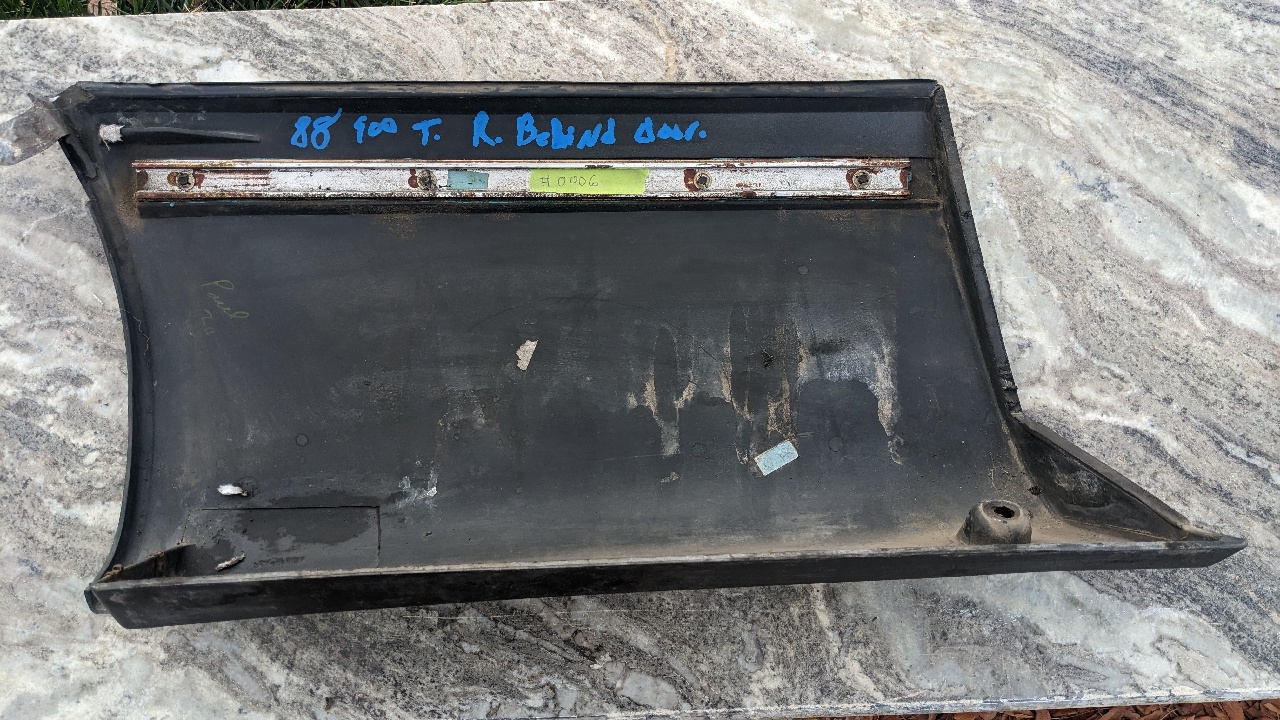 88' 900 T. R. Behind door.
#0006